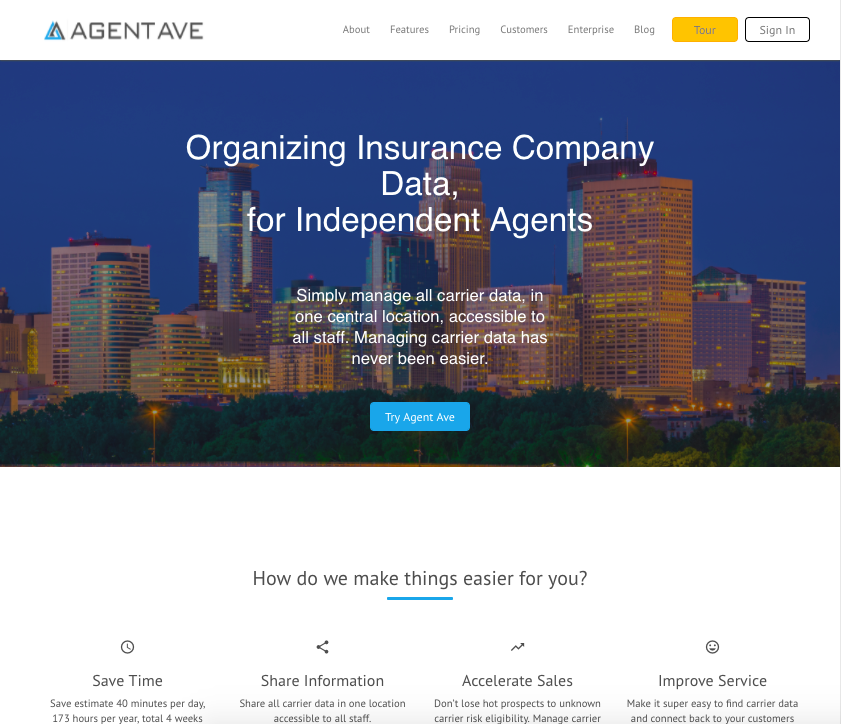 AGENTAVE
About Features Pricing Customers Enterprise Blog Tour Sign In
Organizing Insurance Company
Data,
for Independent Agents
Simply manage all carrier data, in
one central location, accessible to
all staff. Managing carrier data has
never been easier.
Try Agent Ave
How do we make things easier for you?
Save Time
Save estimate 40 minutes per day,
173 hours per year, total 4 weeks
Share Information
Share all carrier data in one location
accessible to all staff.
Accelerate Sales
Don't lose hot prospects to unknown
carrier risk eligibility. Manage carrier
Improve Service
Make it super easy to find carrier data
and connect back to your customers